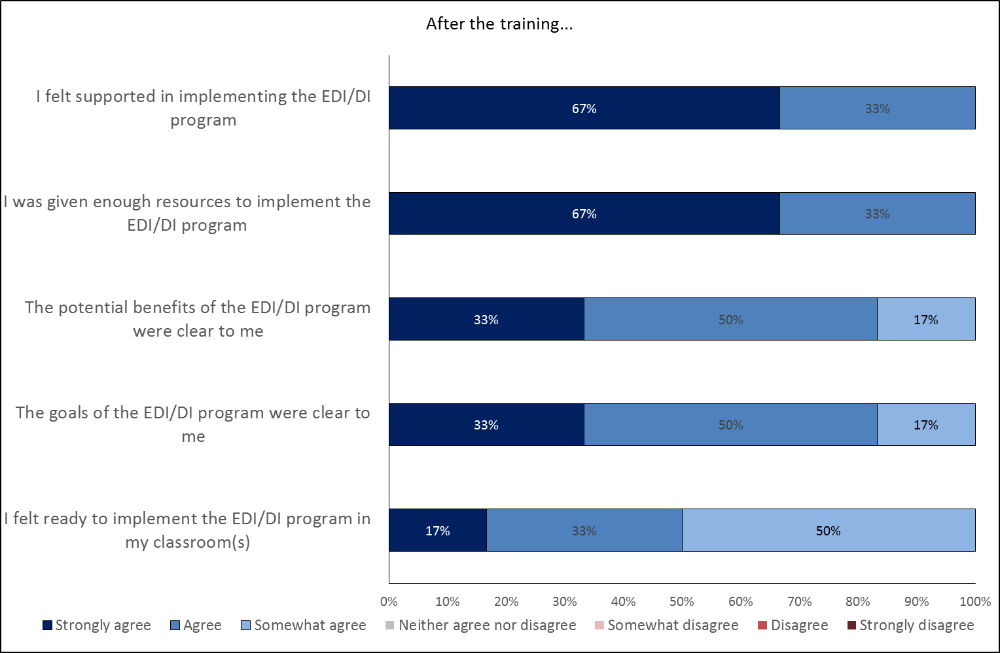 After the training...
I felt supported in implementing the EDI/DI
program
67%
33%
I was given enough resources to implement the
EDI/DI program
67%
33%
The potential benefits of the EDI/DI program
were clear to me
33%
50%
17%
The goals of the EDI/DI program were clear to
me
33%
50%
17%
I felt ready to implement the EDI/DI program in
my classroom(s)
17%
33%
50%
0% 10% 20% 30% 40% 50% 60% 70% 80% 90% 100%
Strongly agree Agree Somewhat agree Neither agree nor disagree Somewhat disagree Disagree Strongly disagree